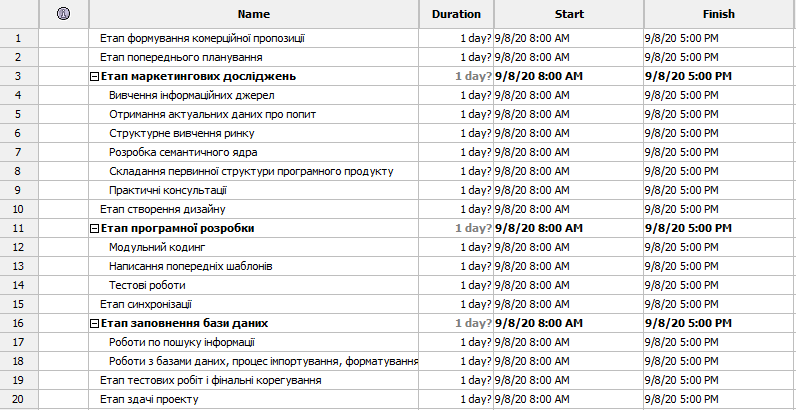 Name Duration Start Finish
1 Етап формування комерційної пропозиції 1 day? 9/8/20 8:00 AM 9/8/20 5:00 PM
2 Етап попереднього планування 1 day? 9/8/20 8:00 AM 9/8/20 5:00 PM
3 Етап маркетингових досліджень 1 day? 9/8/20 8:00 AM 9/8/20 5:00 PM
4 Вивчення інформаційних джерел 1 day? 9/8/20 8:00 AM 9/8/20 5:00 PM
5 Отримання актуальних даних про попит 1 day? 9/8/20 8:00 AM 9/8/20 5:00 PM
6 Структурне вивчення ринку 1 day? 9/8/20 8:00 AM 9/8/20 5:00 PM
7 Розробка семантичного ядра 1 day? 9/8/20 8:00 AM 9/8/20 5:00 PM
8 Складання первинної структури програмного продукту 1 day? 9/8/20 8:00 AM 9/8/20 5:00 PM
9 Практичні консультації 1 day? 9/8/20 8:00 AM 9/8/20 5:00 PM
10 Етап створення дизайну 1 day? 9/8/20 8:00 AM 9/8/20 5:00 PM
11 Етап програмної розробки 1 day? 9/8/20 8:00 AM 9/8/20 5:00 PM
12 Модульний кодинг 1 day? 9/8/20 8:00 AM 9/8/20 5:00 PM
13 Написання попередніх шаблонів 1 day? 9/8/20 8:00 AM 9/8/20 5:00 PM
14 Тестові роботи 1 day? 9/8/20 8:00 AM 9/8/20 5:00 PM
15 Етап синхронізації 1 day? 9/8/20 8:00 AM 9/8/20 5:00 PM
16 Етап заповнення бази даних 1 day? 9/8/20 8:00 AM 9/8/20 5:00 PM
17 Роботи по пошуку інформації 1 day? 9/8/20 8:00 AM 9/8/20 5:00 PM
18 Роботи з базами даних, процес імпортування, форматування 1 day? 9/8/20 8:00 AM 9/8/20 5:00 PM
19 Етап тестових робіт і фінальні корегування 1 day? 9/8/20 8:00 AM 9/8/20 5:00 PM
20 Етап здачі проекту 1 day? 9/8/20 8:00 AM 9/8/20 5:00 PM